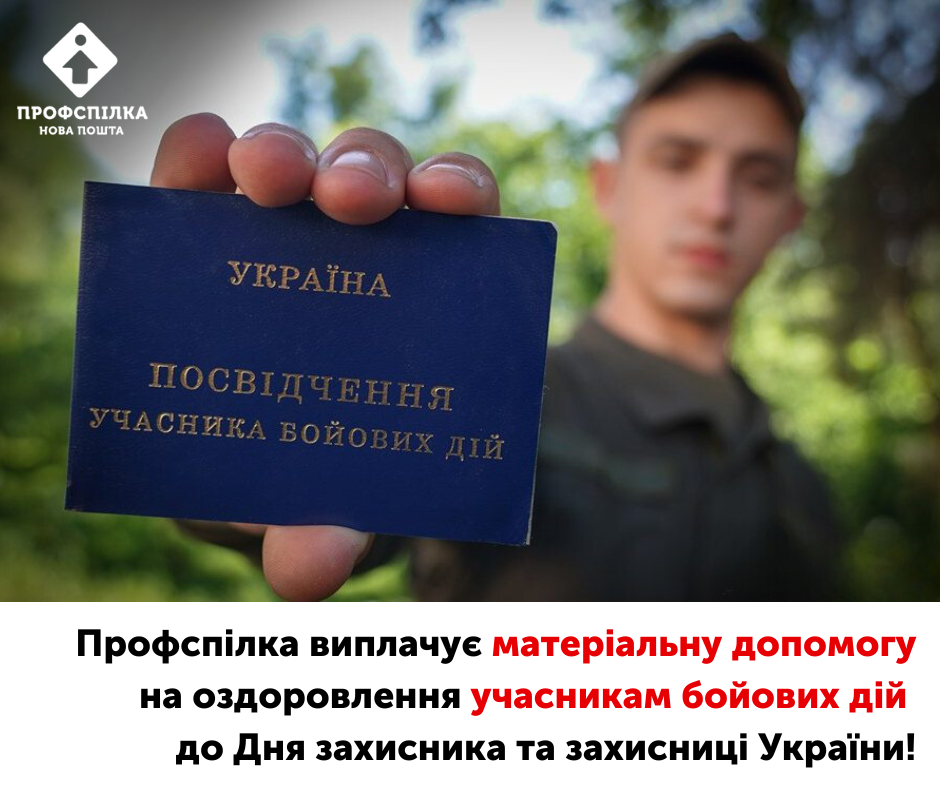 ПРОФСПІЛКА
НОВА ПОШТА
УКРАЇНА
ПОСВІДЧЕННЯ
УЧАСНИКА БОЙОВИХ ДІЙ
Профспілка виплачує матеріальну допомогу
на оздоровлення учасникам бойових дій
до Дня захисника та захисниці України!